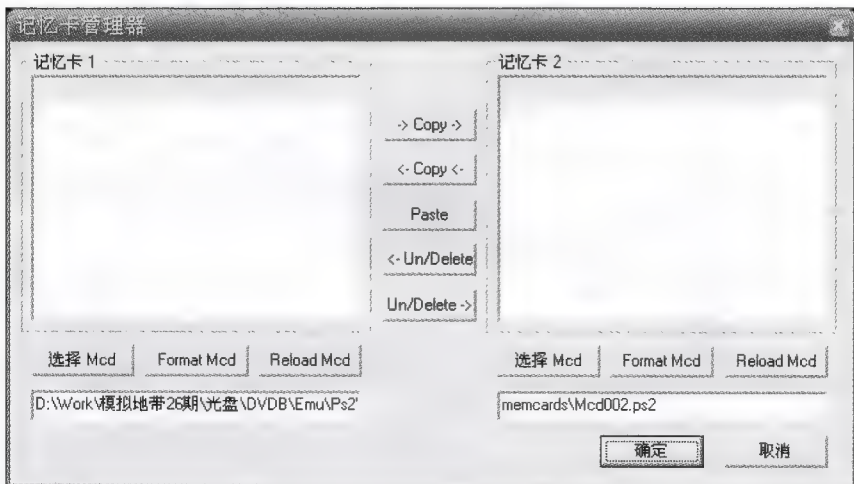 记忆卡管理器
记忆卡 1
记忆卡 2
-> Copy ->
<- Copy <-
Paste
<- Un/Delete
Un/Delete ->
选择 Mcd
Format Mcd
Reload Mcd
选择 Mcd
Format Mcd
Reload Mcd
D:\Work\模拟地带26期\光盘\DVDB\Emu\Ps2'
memcards\Mcd002.ps2
确定
取消